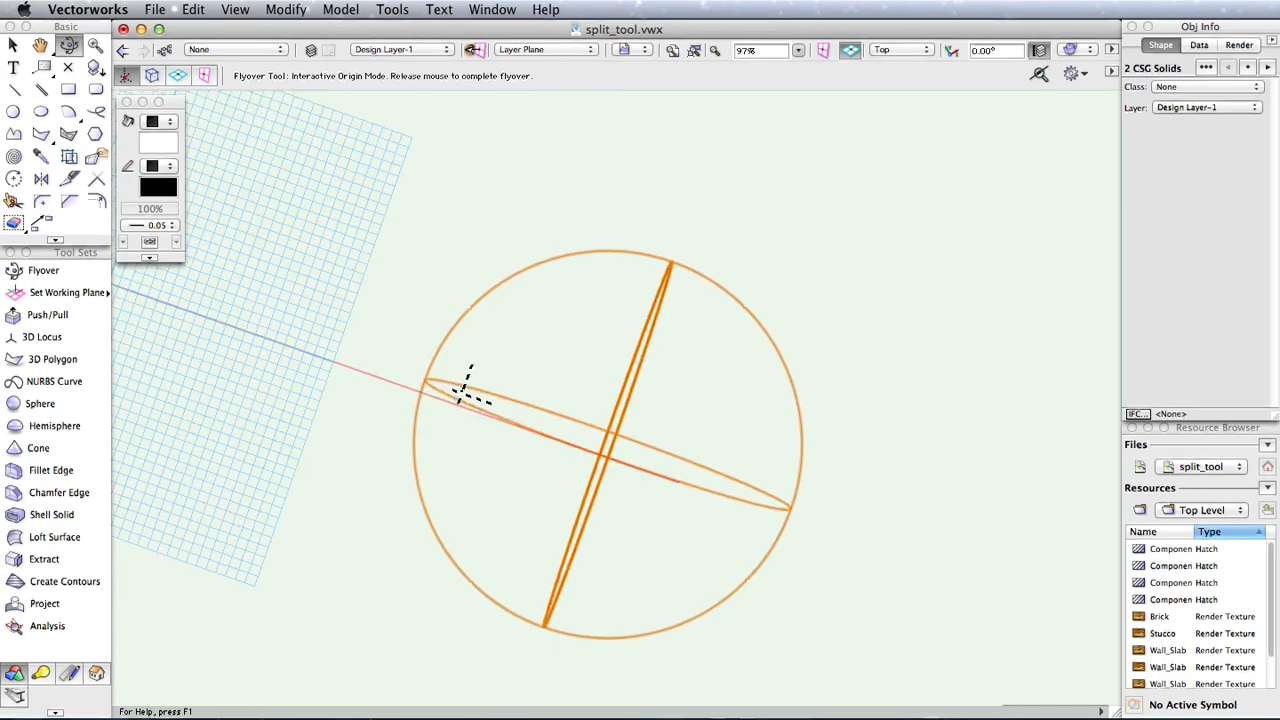 Vectorworks File Edit View Modify Model Tools Text Window Help
split_tool.vwx
Basic
None Design Layer-1 Layer Plane 97% Top 0.00°
Flyover Tool: Interactive Origin Mode. Release mouse to complete flyover.
100%
0.05
Tool Sets
Flyover
Set Working Plane
Push/Pull
3D Locus
3D Polygon
NURBS Curve
Sphere
Hemisphere
Cone
Fillet Edge
Chamfer Edge
Shell Solid
Loft Surface
Extract
Create Contours
Project
Analysis
For Help, press F1
Obj Info
Shape Data Render
2 CSG Solids
Class: None
Layer: Design Layer-1
IFC... <None>
Resource Browser
Files
split_tool
Resources
Top Level
Name Type
Componen Hatch
Componen Hatch
Componen Hatch
Componen Hatch
Brick Render Texture
Stucco Render Texture
Wall_Slab Render Texture
Wall_Slab Render Texture
Wall_Slab Render Texture
No Active Symbol